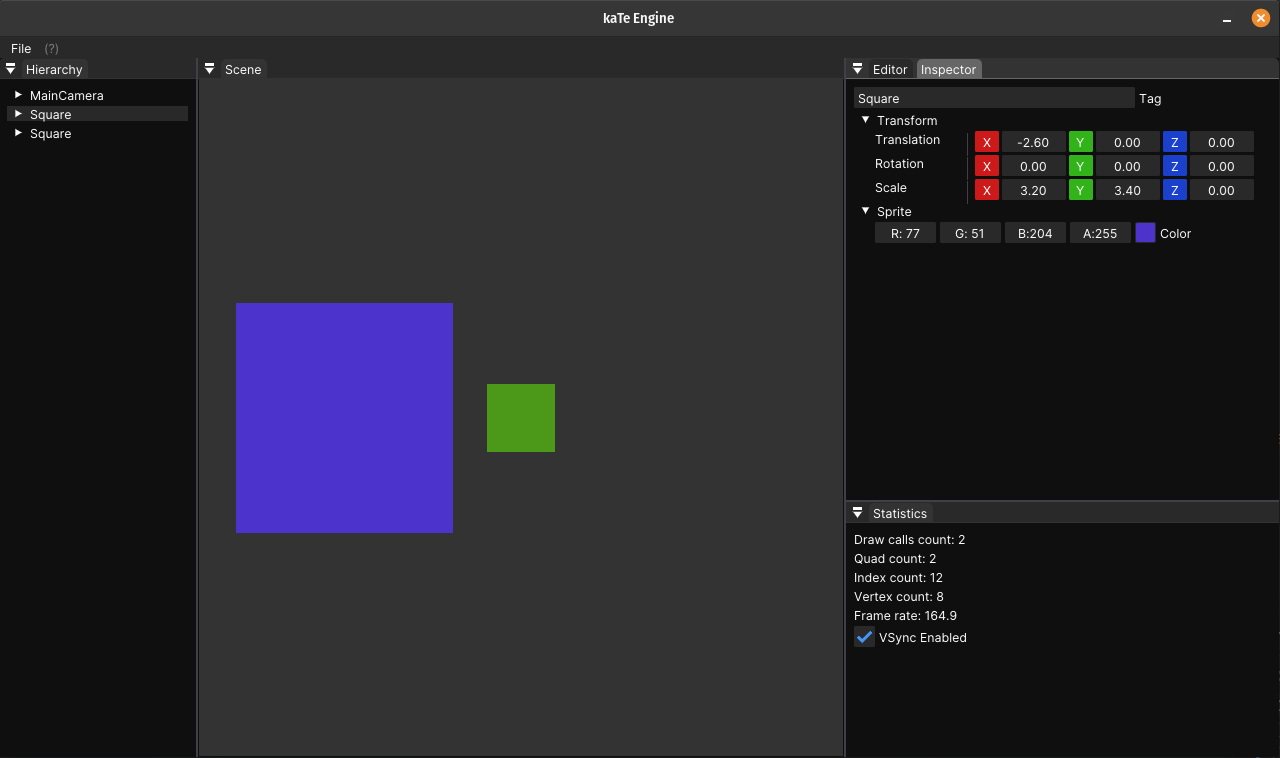 kaTe Engine
File (?)
Hierarchy
MainCamera
Square
Square
Scene
Editor Inspector
Square Tag
Transform
Translation X -2.60 Y 0.00 Z 0.00
Rotation X 0.00 Y 0.00 Z 0.00
Scale X 3.20 Y 3.40 Z 0.00
Sprite
R: 77 G: 51 B:204 A:255 Color
Statistics
Draw calls count: 2
Quad count: 2
Index count: 12
Vertex count: 8
Frame rate: 164.9
VSync Enabled